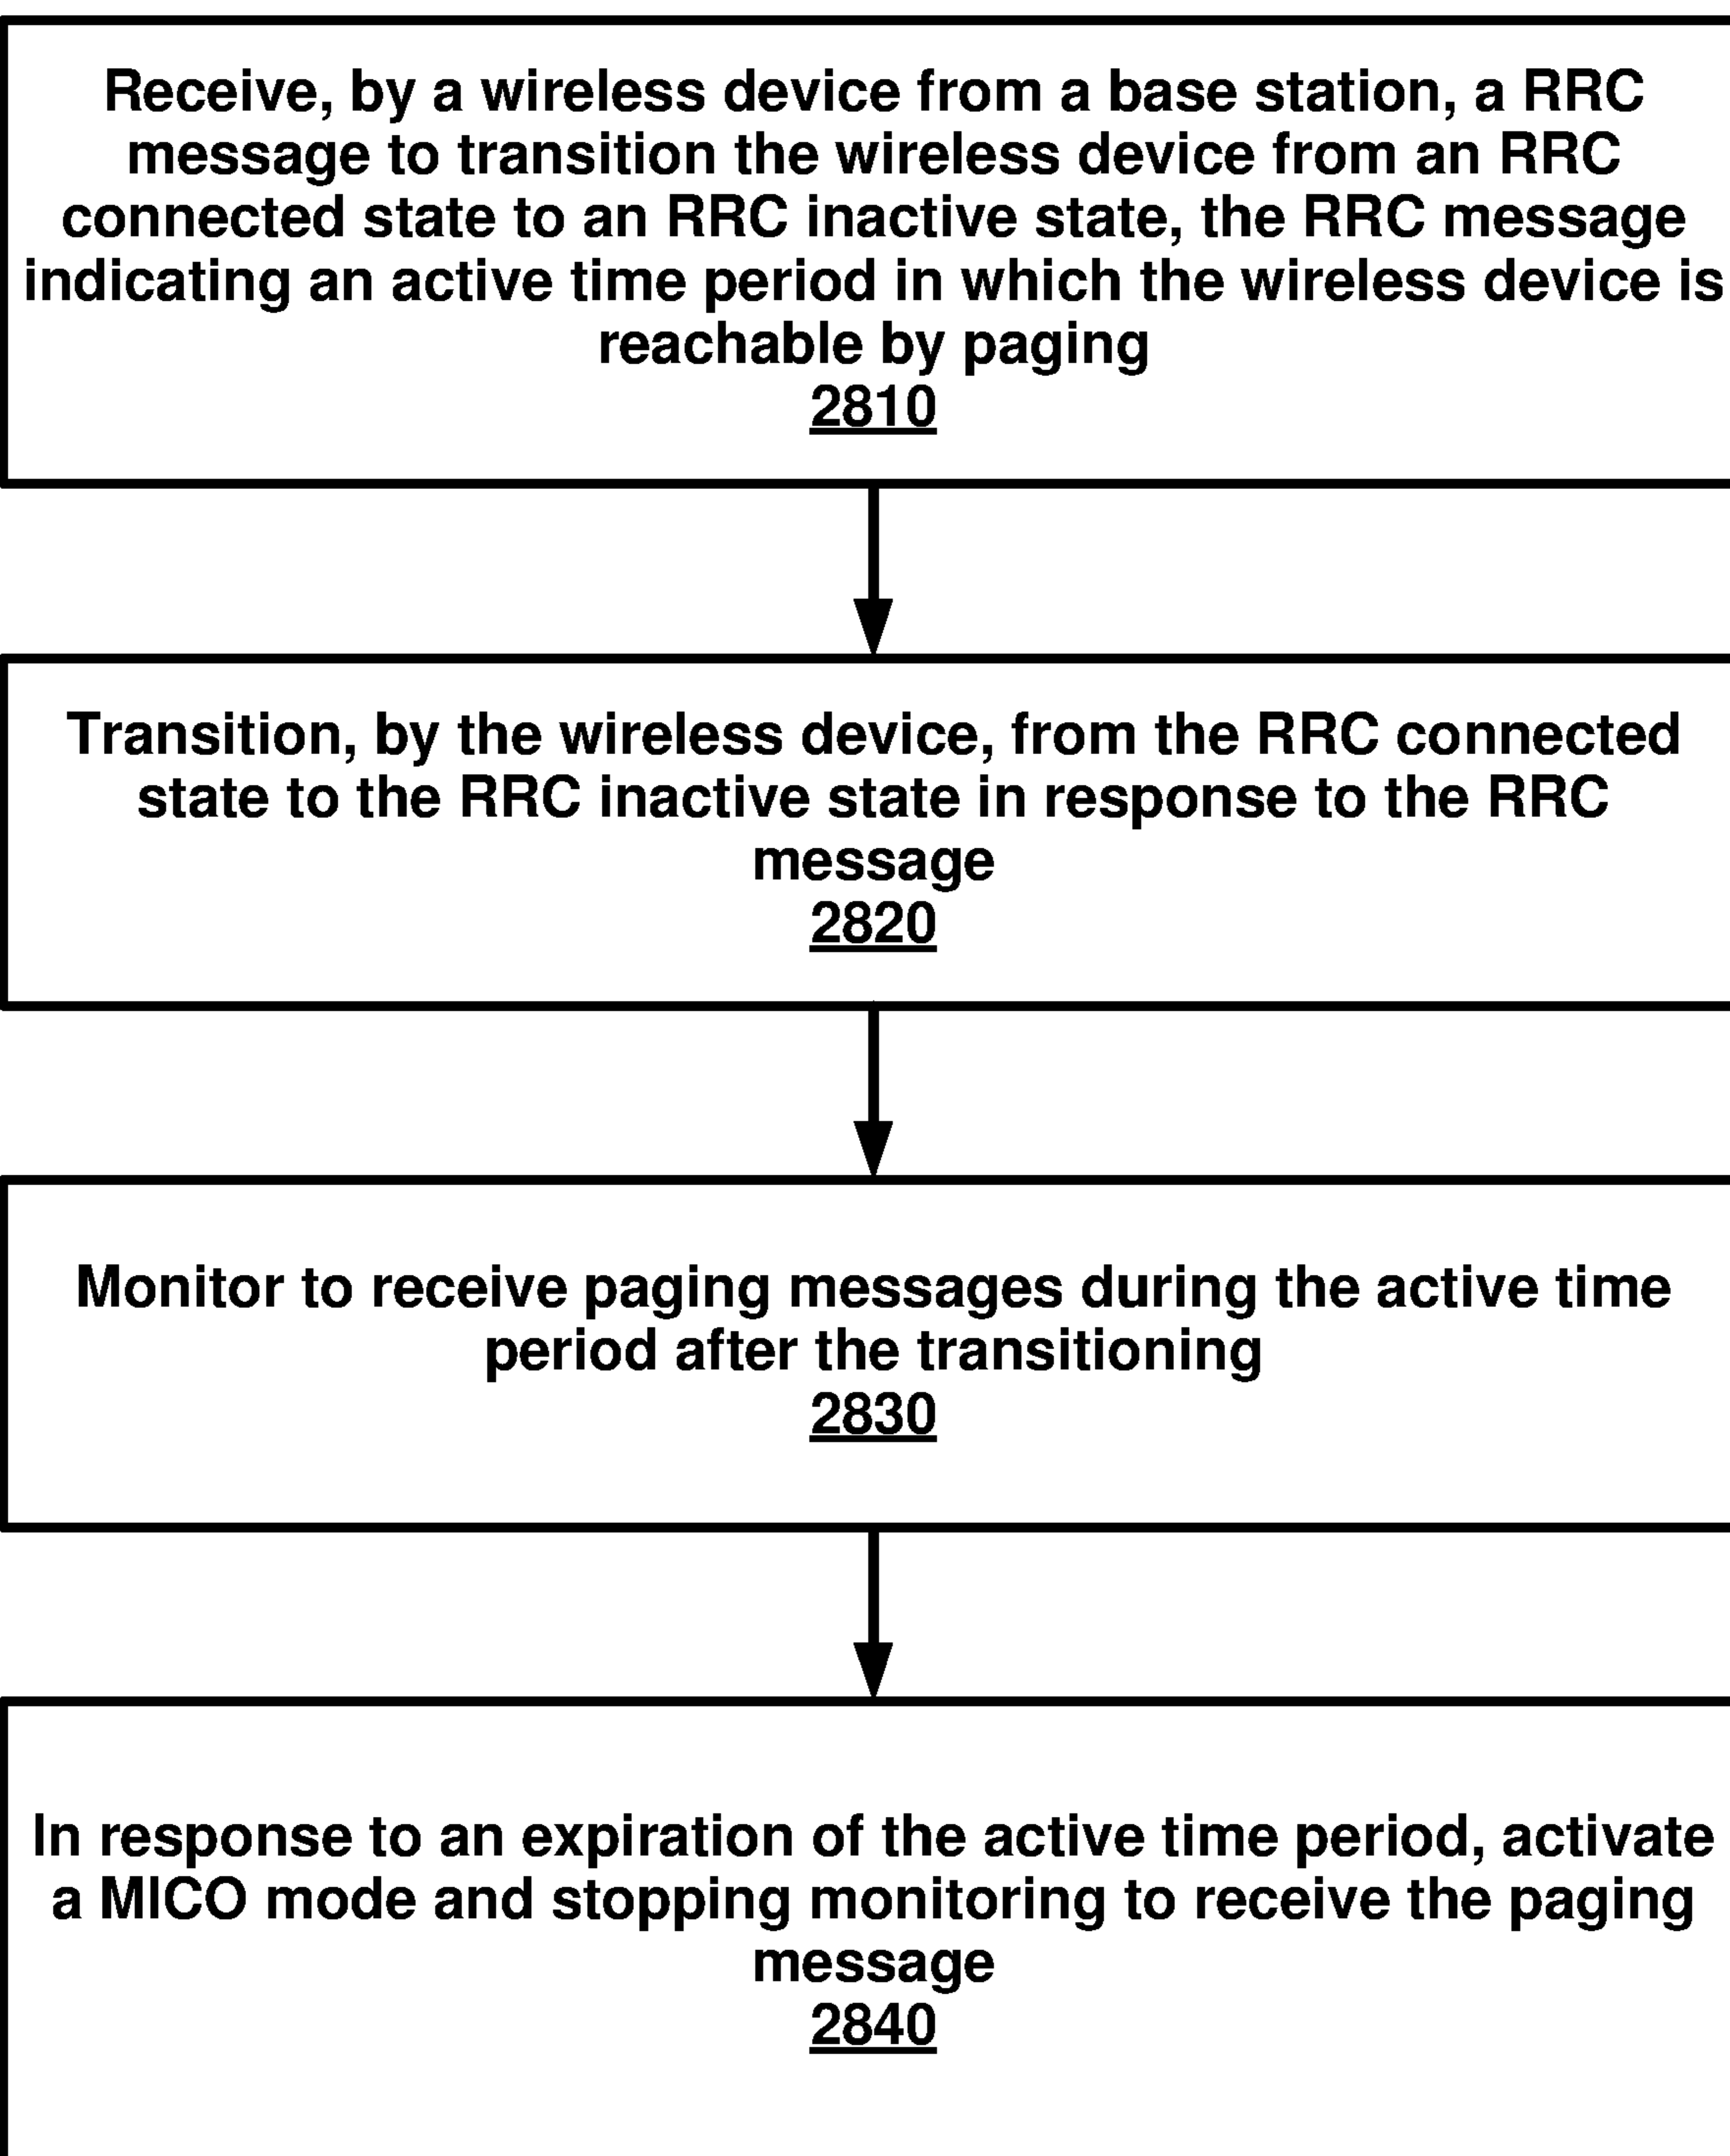 Receive, by a wireless device from a base station, a RRC
message to transition the wireless device from an RRC
connected state to an RRC inactive state, the RRC message
indicating an active time period in which the wireless device is
reachable by paging
2810
Transition, by the wireless device, from the RRC connected
state to the RRC inactive state in response to the RRC
message
2820
Monitor to receive paging messages during the active time
period after the transitioning
2830
In response to an expiration of the active time period, activate
a MICO mode and stopping monitoring to receive the paging
message
2840